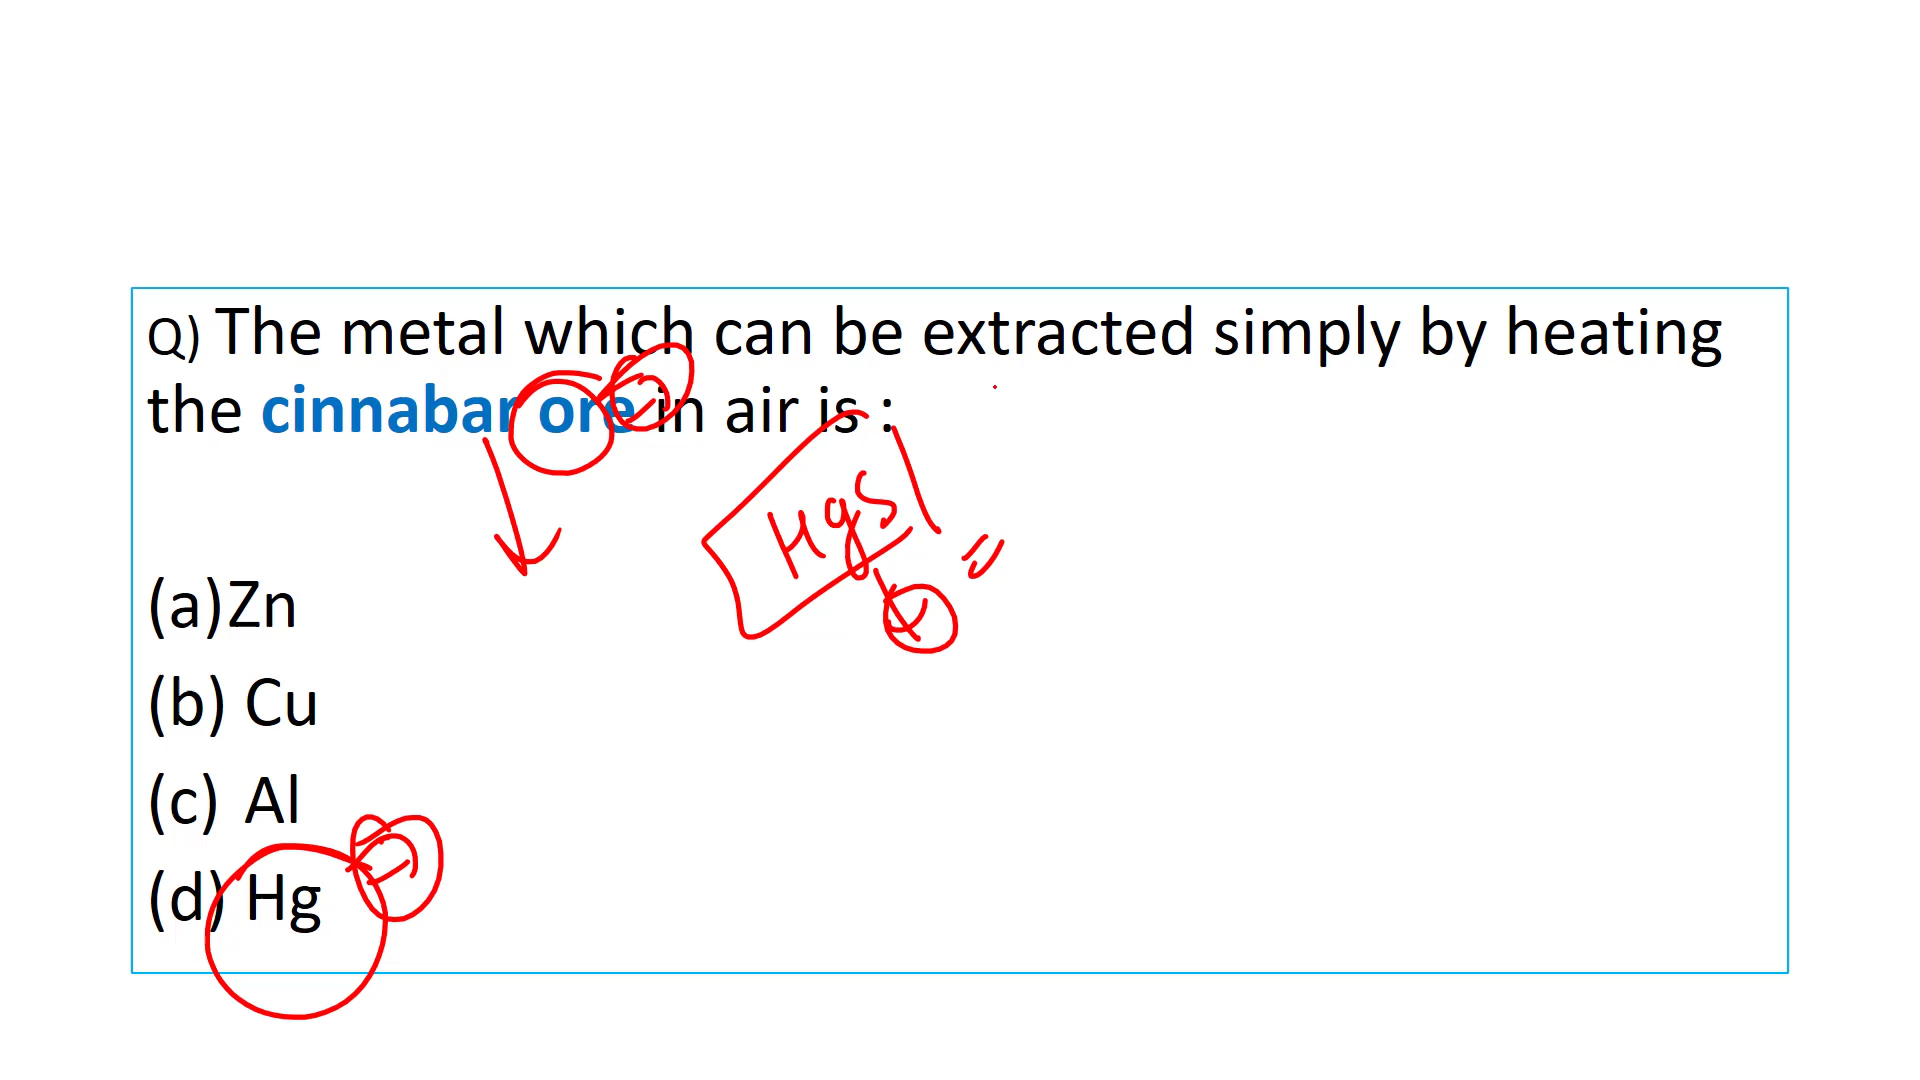 Q) The metal which can be extracted simply by heating
the cinnabar ore in air is :
HgS
(a) Zn
(b) Cu
(c) Al
(d) Hg